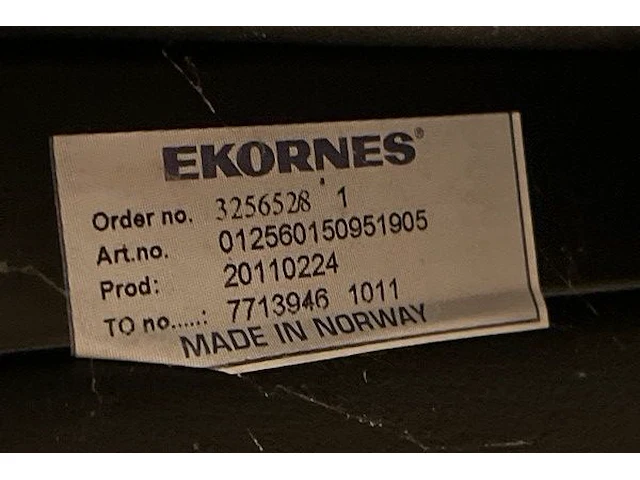 EKORNES®
Order no. 3256528 1
Art.no. 012560150951905
Prod: 20110224
TO no.....: 7713946 1011
MADE IN NORWAY